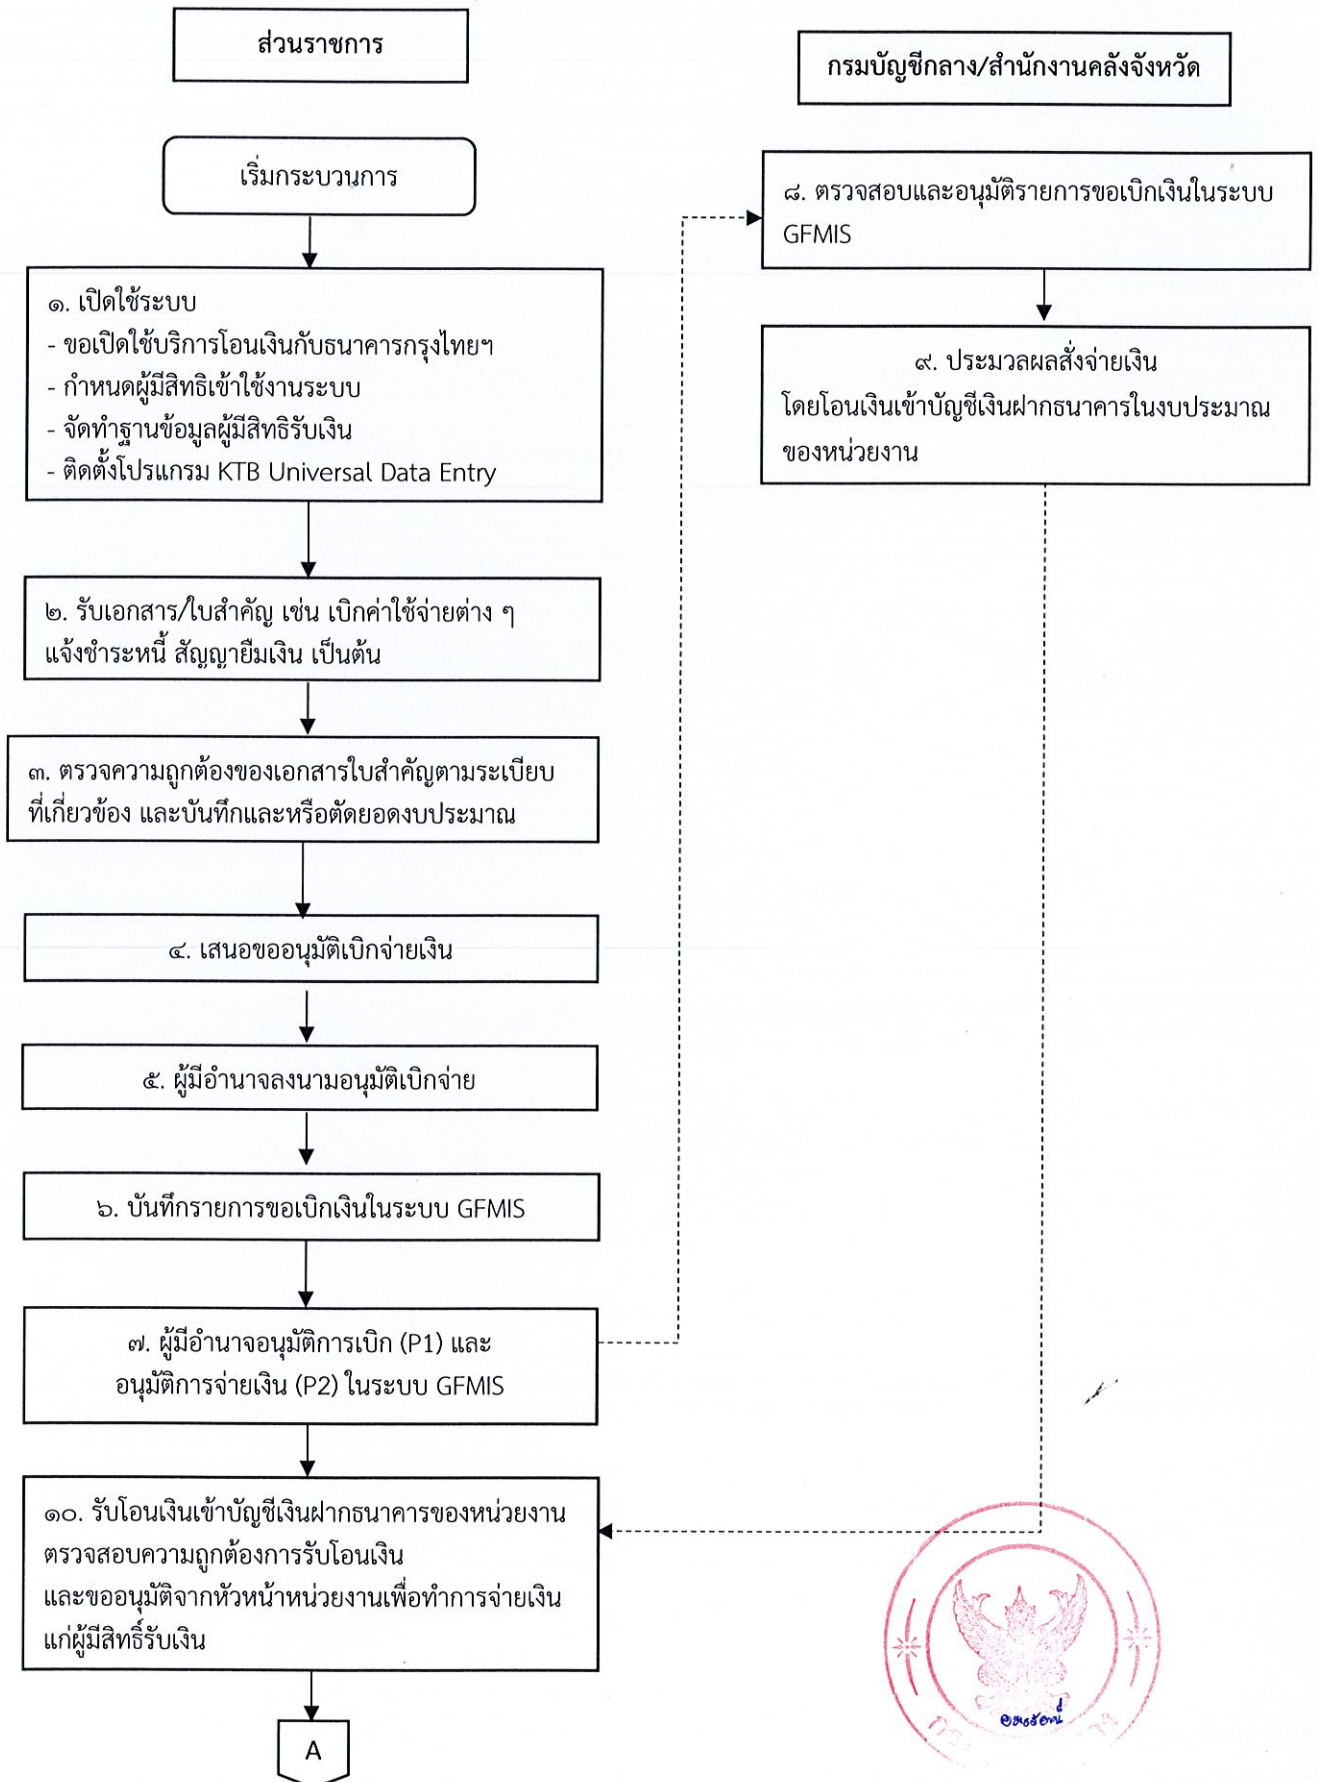 ส่วนราชการ
กรมบัญชีกลาง/สำนักงานคลังจังหวัด
เริ่มกระบวนการ
๑. เปิดใช้ระบบ
- ขอเปิดใช้บริการโอนเงินกับธนาคารกรุงไทยฯ
- กำหนดผู้มีสิทธิเข้าใช้งานระบบ
- จัดทำฐานข้อมูลผู้มีสิทธิรับเงิน
- ติดตั้งโปรแกรม KTB Universal Data Entry
๒. รับเอกสาร/ใบสำคัญ เช่น เบิกค่าใช้จ่ายต่าง ๆ
แจ้งชำระหนี้ สัญญายืมเงิน เป็นต้น
๓. ตรวจความถูกต้องของเอกสารใบสำคัญตามระเบียบ
ที่เกี่ยวข้อง และบันทึกและหรือตัดยอดงบประมาณ
๔. เสนอขออนุมัติเบิกจ่ายเงิน
๕. ผู้มีอำนาจลงนามอนุมัติเบิกจ่าย
๖. บันทึกรายการขอเบิกเงินในระบบ GFMIS
๗. ผู้มีอำนาจอนุมัติการเบิก (P1) และ
อนุมัติการจ่ายเงิน (P2) ในระบบ GFMIS
๘. ตรวจสอบและอนุมัติรายการขอเบิกเงินในระบบ
GFMIS
๙. ประมวลผลสั่งจ่ายเงิน
โดยโอนเงินเข้าบัญชีเงินฝากธนาคารในงบประมาณ
ของหน่วยงาน
๑๐. รับโอนเงินเข้าบัญชีเงินฝากธนาคารของหน่วยงาน
ตรวจสอบความถูกต้องการรับโอนเงิน
และขออนุมัติจากหัวหน้าหน่วยงานเพื่อทำการจ่ายเงิน
แก่ผู้มีสิทธิ์รับเงิน
A